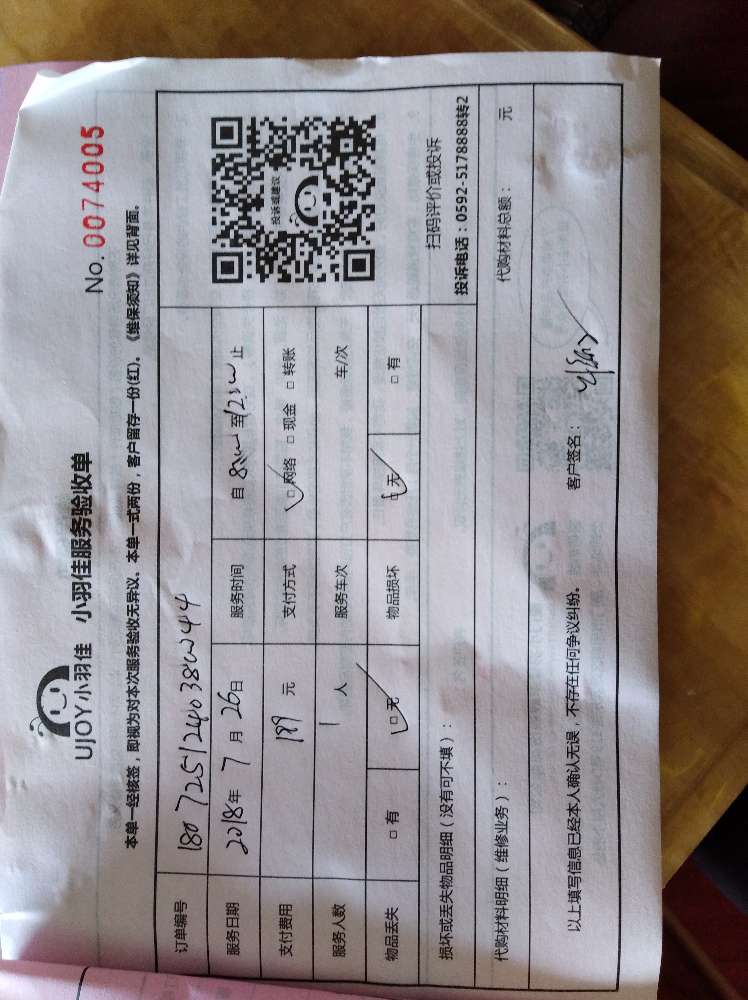 UJOY小羽佳 小羽佳服务验收单
No. 0074005
本单一经核签，即视为对本次服务验收无异议、本单一式两份，客户留存一份(红)。《维保须知》详见背面。
订单编号
服务日期 2018年 7月 26日 服务时间 自 至 止
支付费用 189 元 支付方式 ☑网络 □现金 □转账
服务人数 1 人 服务车次 车/次
物品丢失 □有 ☑无 物品损坏 ☑无 □有
投诉或建议
扫码评价或投诉
投诉电话：0592-5178888转2
损坏或丢失物品明细（没有可不填）：
代购材料明细（维修业务）： 代购材料总额： 元
以上填写信息已经本人确认无误，不存在任何争议纠纷。 客户签名：